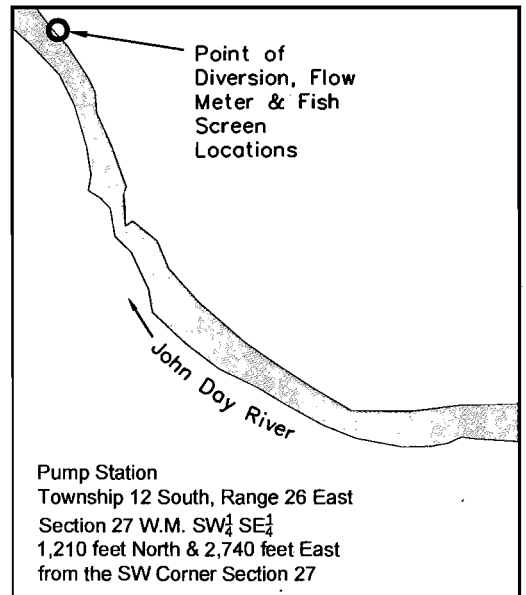 Point of
Diversion, Flow
Meter & Fish
Screen
Locations
John Day River
Pump Station
Township 12 South, Range 26 East
Section 27 W.M. SW¼ SE¼
1,210 feet North & 2,740 feet East
from the SW Corner Section 27